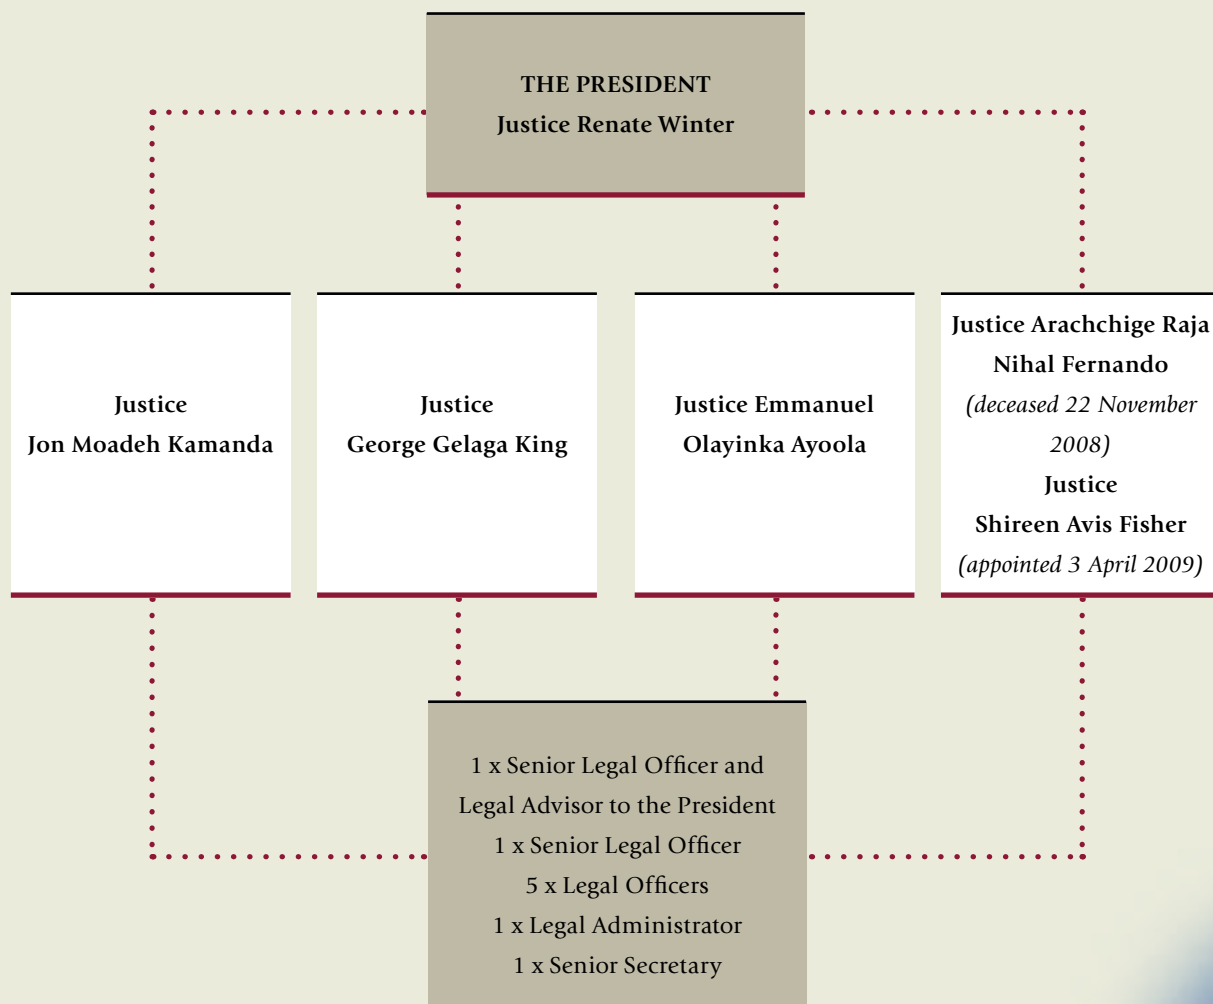 THE PRESIDENT
Justice Renate Winter
Justice
Jon Moadeh Kamanda
Justice
George Gelaga King
Justice Emmanuel
Olayinka Ayoola
Justice Arachchige Raja
Nihal Fernando
(deceased 22 November
2008)
Justice
Shireen Avis Fisher
(appointed 3 April 2009)
1 x Senior Legal Officer and
Legal Advisor to the President
1 x Senior Legal Officer
5 x Legal Officers
1 x Legal Administrator
1 x Senior Secretary